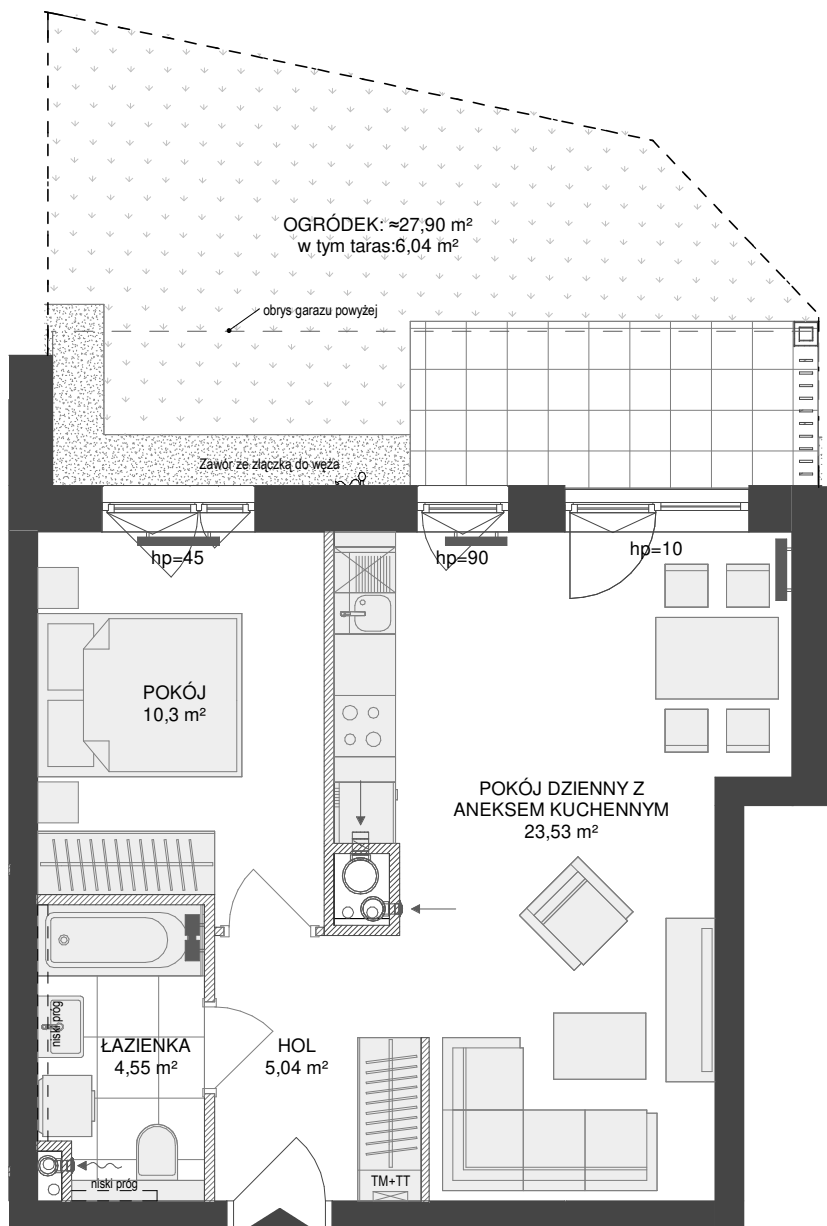 OGRÓDEK: ≈27,90 m²
w tym taras:6,04 m²
obrys garazu powyżej
Zawór ze złączką do węża
hp=45
hp=90
hp=10
POKÓJ
10,3 m²
POKÓJ DZIENNY Z
ANEKSEM KUCHENNYM
23,53 m²
niski próg
ŁAZIENKA
4,55 m²
HOL
5,04 m²
TM+TT
niski próg